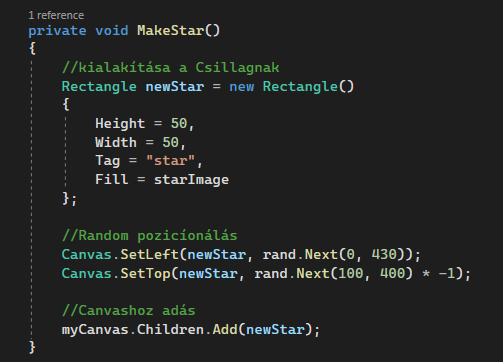 1 reference
private void MakeStar()
{
//kialakítása a Csillagnak
Rectangle newStar = new Rectangle()
{
Height = 50,
Width = 50,
Tag = "star",
Fill = starImage
};
//Random pozicíonálás
Canvas.SetLeft(newStar, rand.Next(0, 430));
Canvas.SetTop(newStar, rand.Next(100, 400) * -1);
//Canvashoz adás
myCanvas.Children.Add(newStar);
}